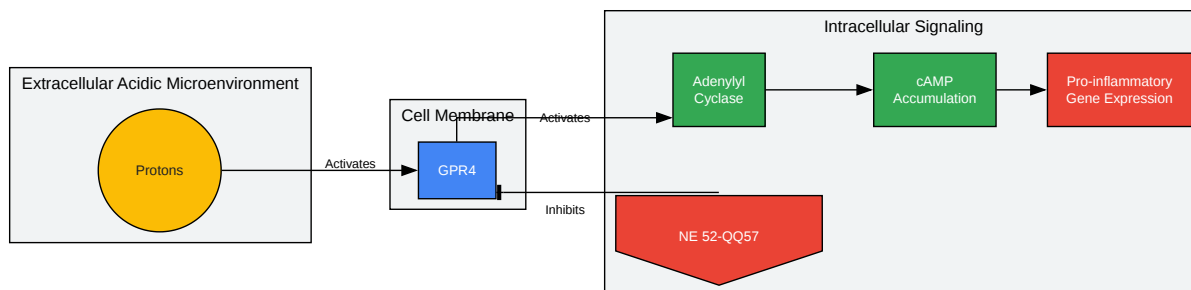 Intracellular Signaling
Extracellular Acidic Microenvironment
Cell Membrane
Protons
Activates
GPR4
Activates
Adenylyl
Cyclase
cAMP
Accumulation
Pro-inflammatory
Gene Expression
Inhibits
NE 52-QQ57